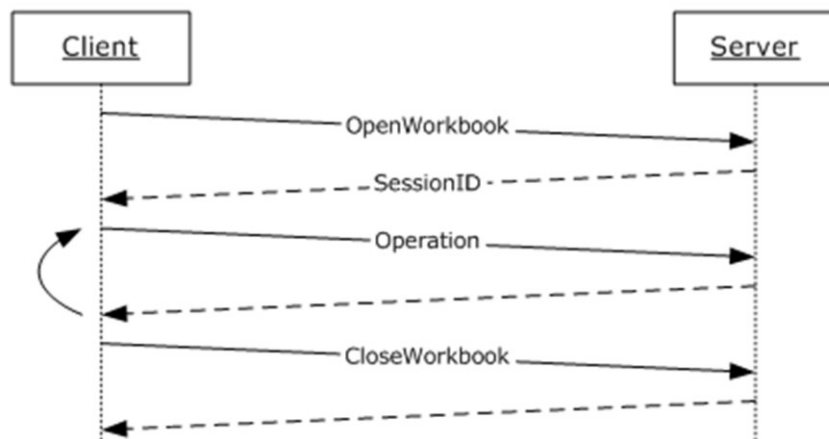 Client
Server
OpenWorkbook
SessionID
Operation
CloseWorkbook